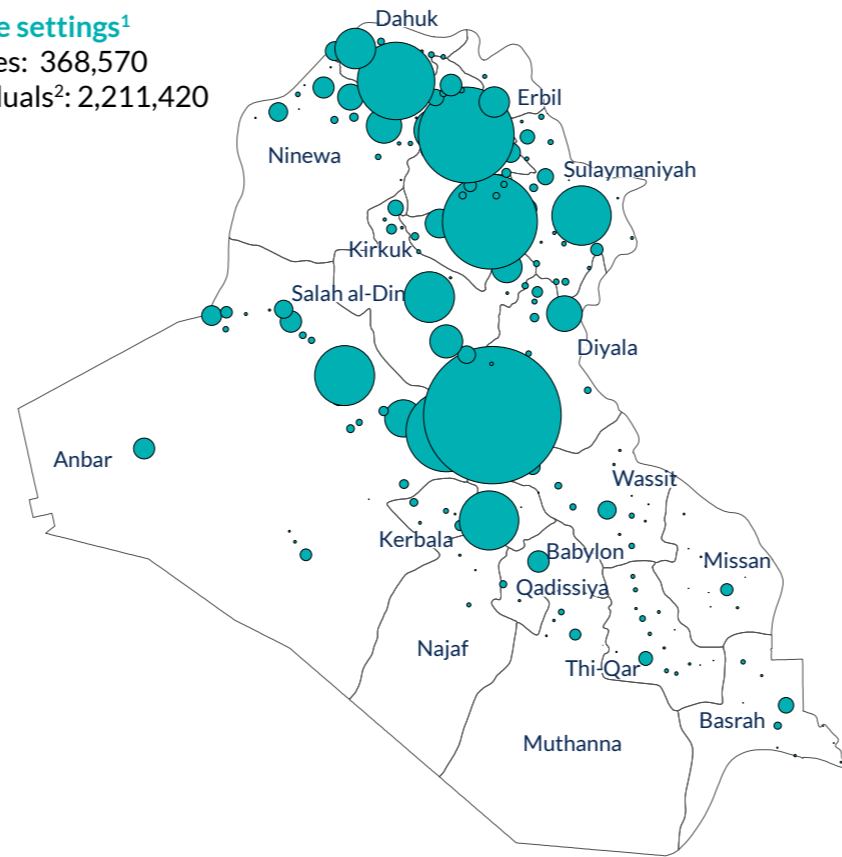 e settings¹
es: 368,570
duals²: 2,211,420
Dahuk
Erbil
Ninewa
Sulaymaniyah
Kirkuk
Salah al-Din
Diyala
Anbar
Wassit
Kerbala
Babylon
Missan
Qadissiya
Najaf
Thi-Qar
Basrah
Muthanna